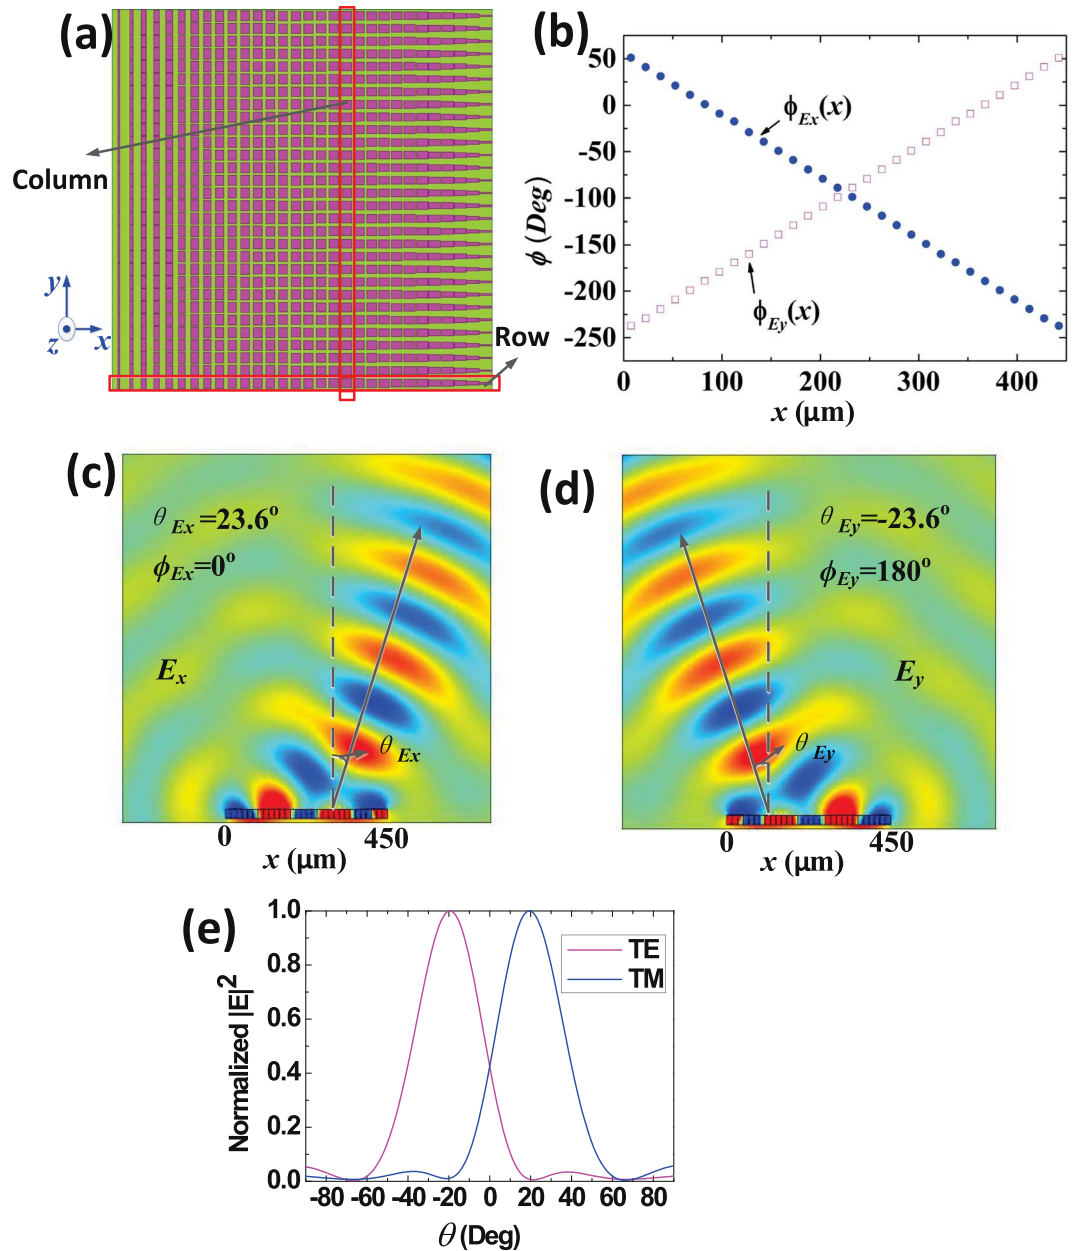 (a)
Column
y
z
x
Row
(b)
ϕEx(x)
ϕEy(x)
ϕ (Deg)
50
0
-50
-100
-150
-200
-250
0 100 200 300 400
x (μm)
(c)
θEx=23.6°
ϕEx=0°
Ex
θEx
0 450
x (μm)
(d)
θEy=-23.6°
ϕEy=180°
Ey
θEy
0 450
x (μm)
(e)
Normalized |E|²
1.0
0.8
0.6
0.4
0.2
0.0
TE
TM
-80 -60 -40 -20 0 20 40 60 80
θ (Deg)